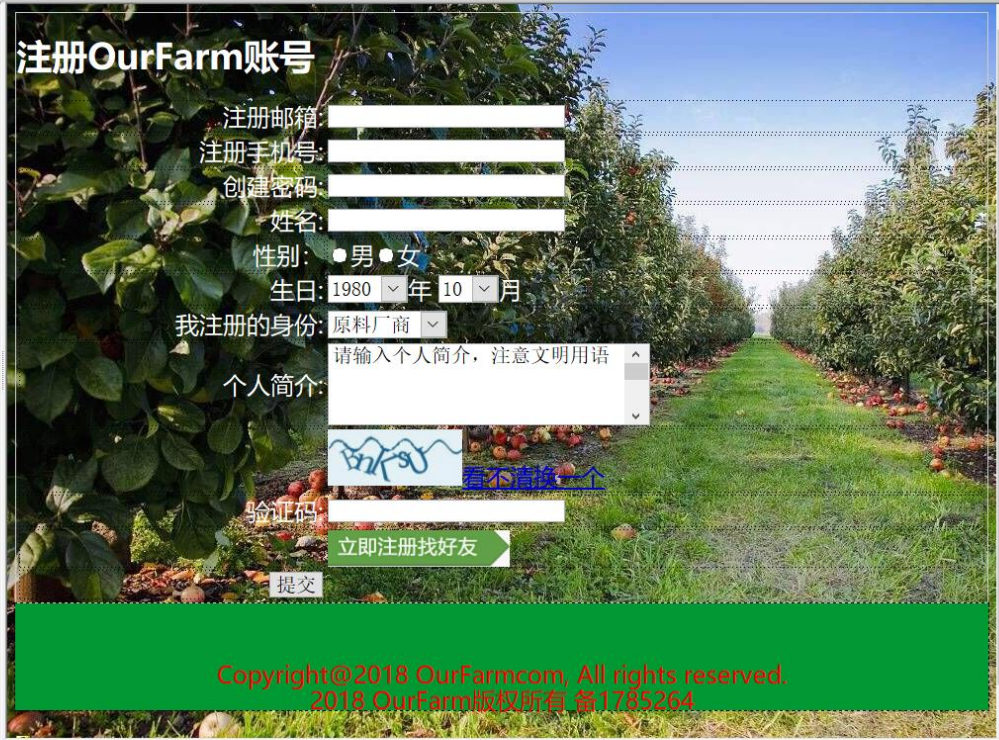 注册OurFarm账号
注册邮箱:
注册手机号:
创建密码:
姓名:
性别: 男 女
生日: 1980 年 10 月
我注册的身份: 原料厂商
请输入个人简介，注意文明用语
个人简介:
BnKsU 看不清换一个
验证码:
立即注册找好友
提交
Copyright@2018 OurFarmcom, All rights reserved.
2018 OurFarm版权所有 备1785264